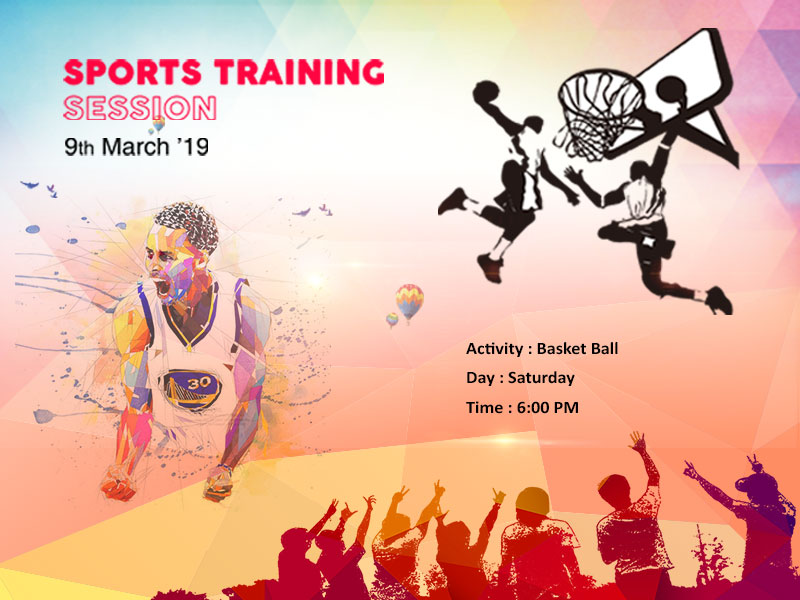 SPORTS TRAINING
SESSION
9th March ’19
30
Activity : Basket Ball
Day : Saturday
Time : 6:00 PM